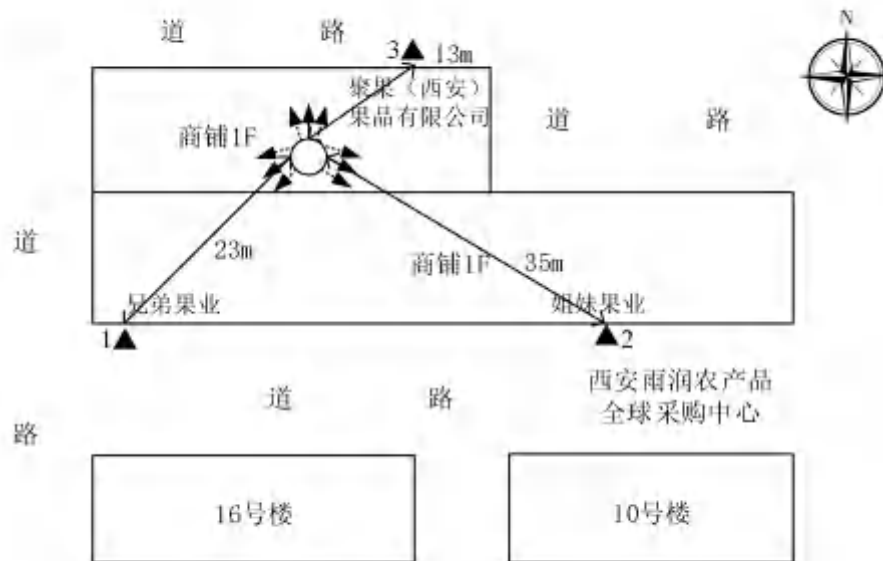 道 路
N
3 13m
聚果（西安）
果品有限公司
商铺1F
道 路
道
23m
商铺1F
35m
兄弟果业
姐妹果业
1
2
西安雨润农产品
全球采购中心
道 路
路
16号楼
10号楼